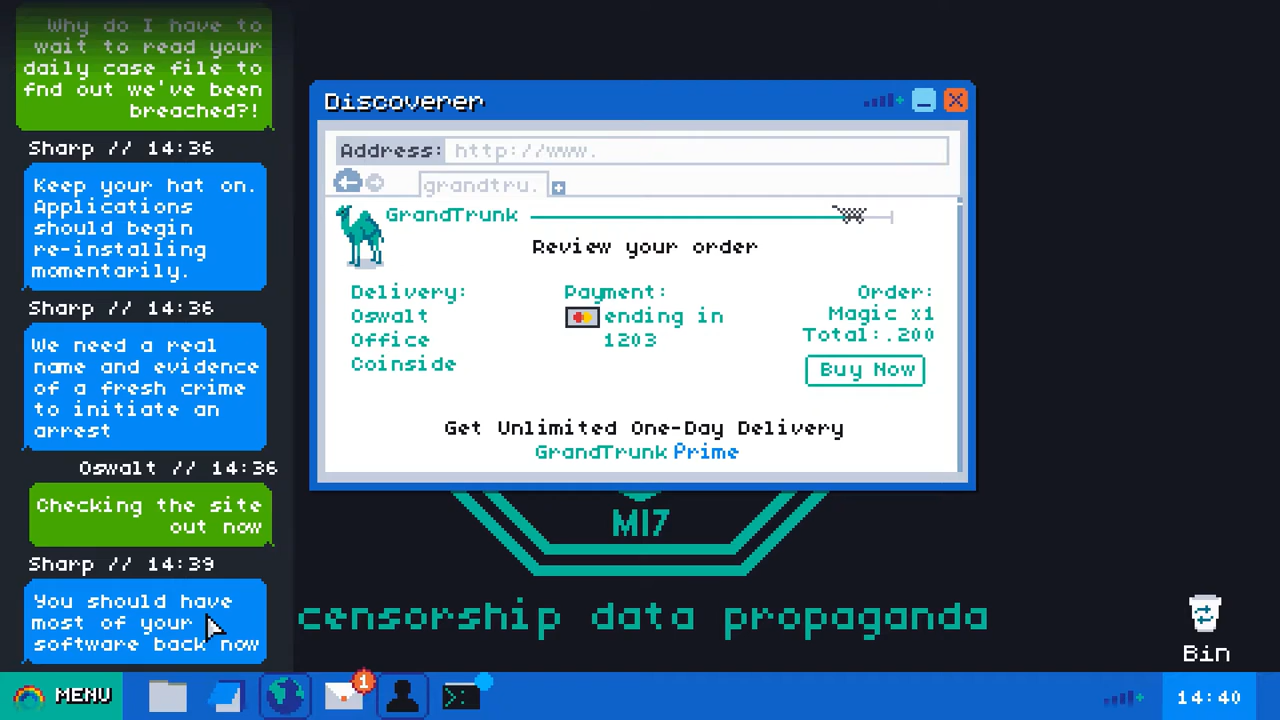 Why do I have to
wait to read your
daily case file to
fnd out we've been
breached?!
Sharp // 14:36
Keep your hat on.
Applications
should begin
re-installing
momentarily.
Sharp // 14:36
We need a real
name and evidence
of a fresh crime
to initiate an
arrest
Oswalt // 14:36
Checking the site
out now
Sharp // 14:39
You should have
most of your
software back now
Discoverer
Address: http://www.
grandtru.
GrandTrunk
Review your order
Delivery:
Oswalt
Office
Coinside
Payment:
ending in
1203
Order:
Magic x1
Total:.200
Buy Now
Get Unlimited One-Day Delivery
GrandTrunk Prime
MI7
censorship data propaganda
Bin
MENU
1
14:40